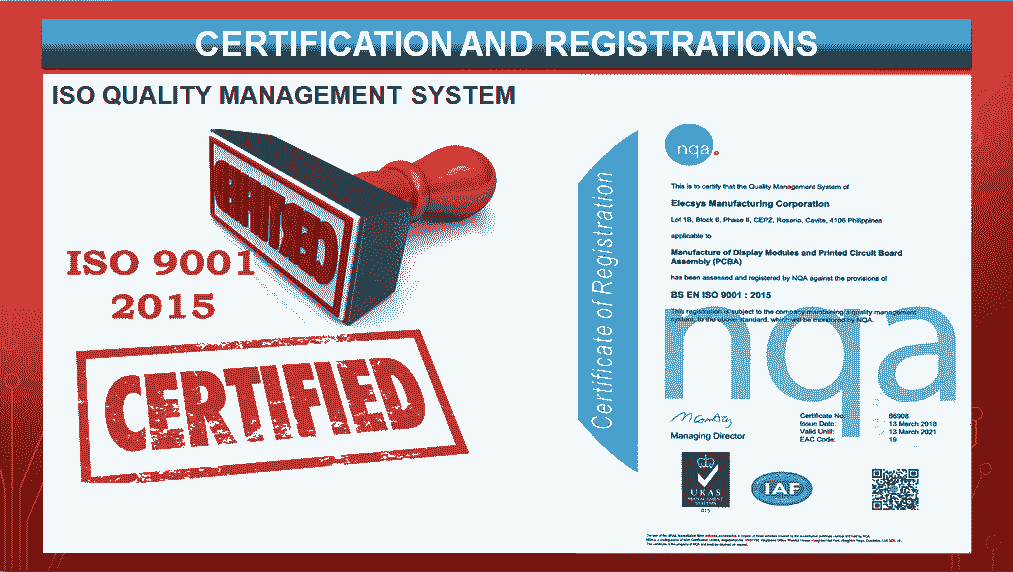 CERTIFICATION AND REGISTRATIONS
ISO QUALITY MANAGEMENT SYSTEM
CERTIFIED
ISO 9001
2015
CERTIFIED
Certificate of Registration
nqa.
This is to certify that the Quality Management System of
Elecsys Manufacturing Corporation
Lot 1B, Block 6, Phase II, CEPZ, Rosario, Cavite, 4106 Philippines
applicable to
Manufacture of Display Modules and Printed Circuit Board
Assembly (PCBA)
has been assessed and registered by NQA against the provisions of
BS EN ISO 9001 : 2015
This registration is subject to the company maintaining a quality management
system, to the above standard, which will be monitored by NQA.
nqa
Managing Director
Certificate No. 66906
Issue Date: 13 March 2018
Valid Until: 13 March 2021
EAC Code: 19
UKAS
MANAGEMENT
SYSTEMS
015
IAF